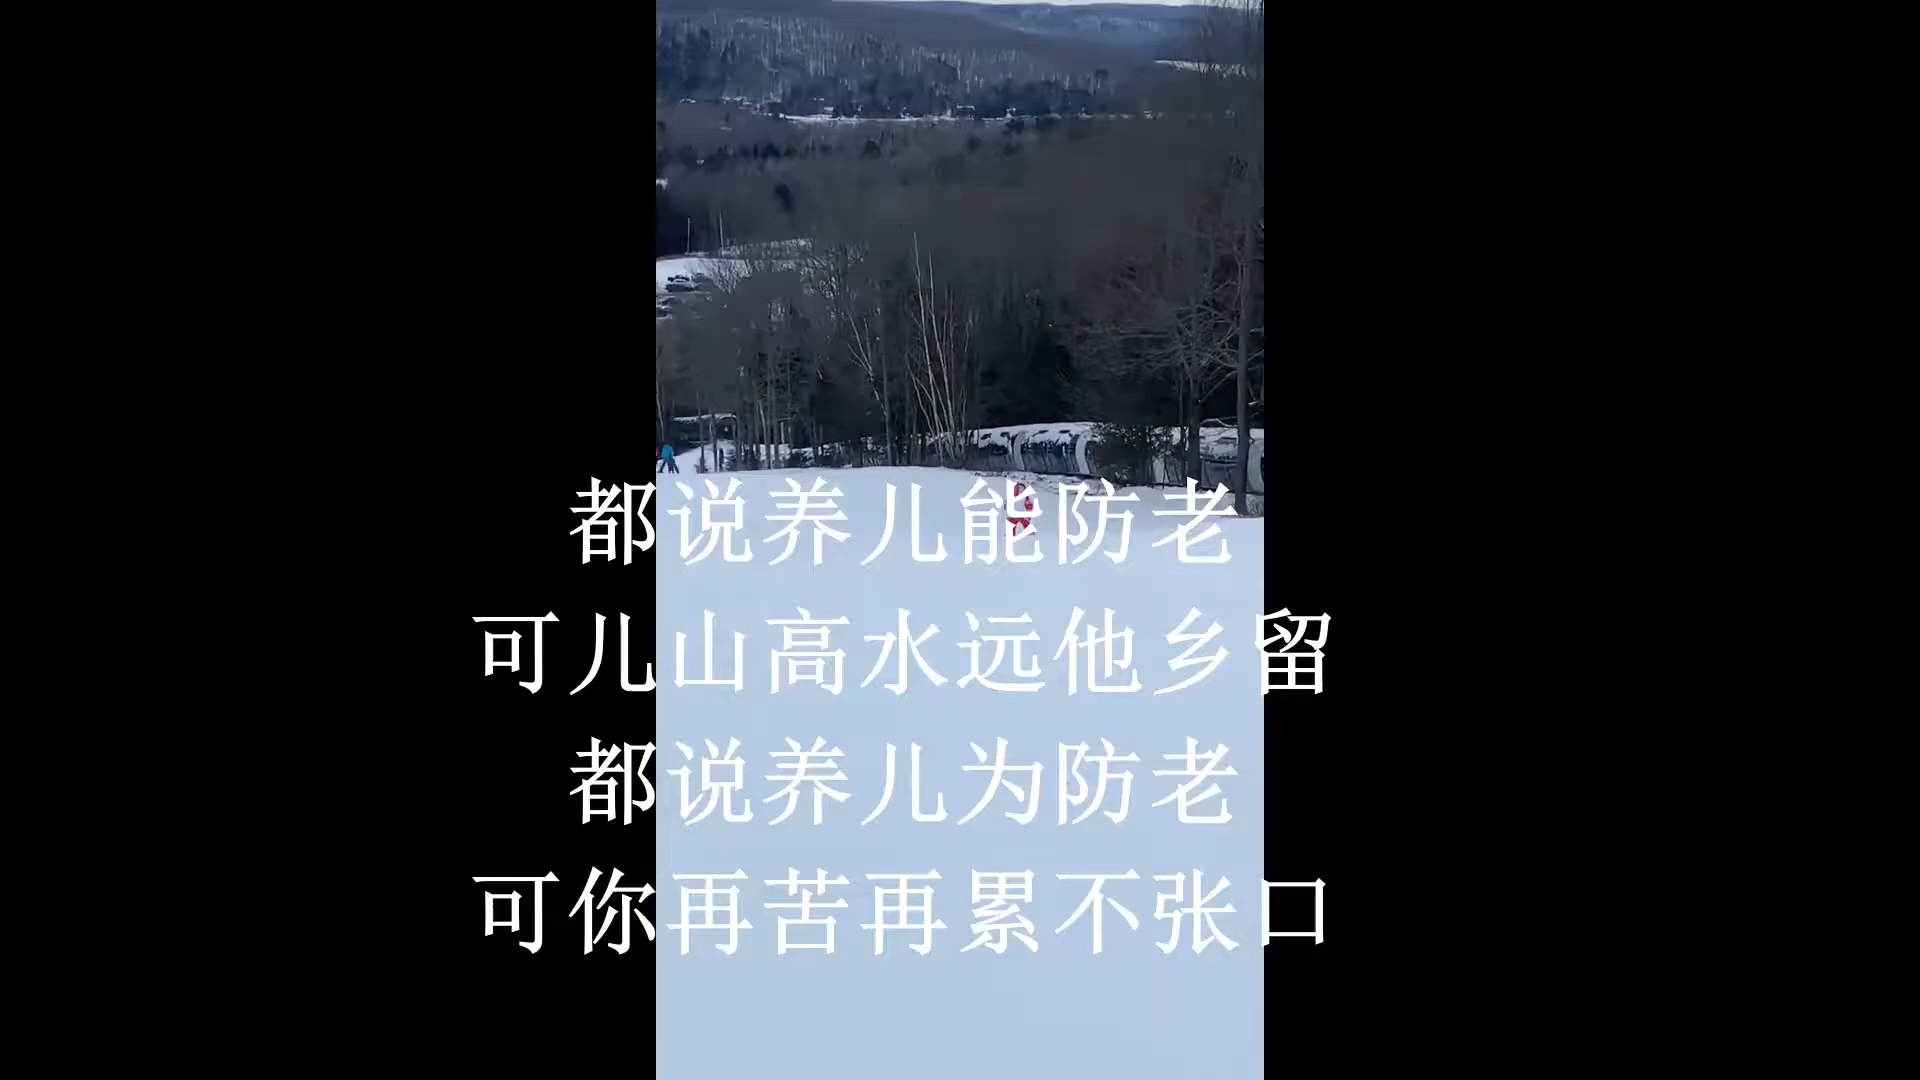 都说养儿能防老
可儿山高水远他乡留
都说养儿为防老
可你再苦再累不张口